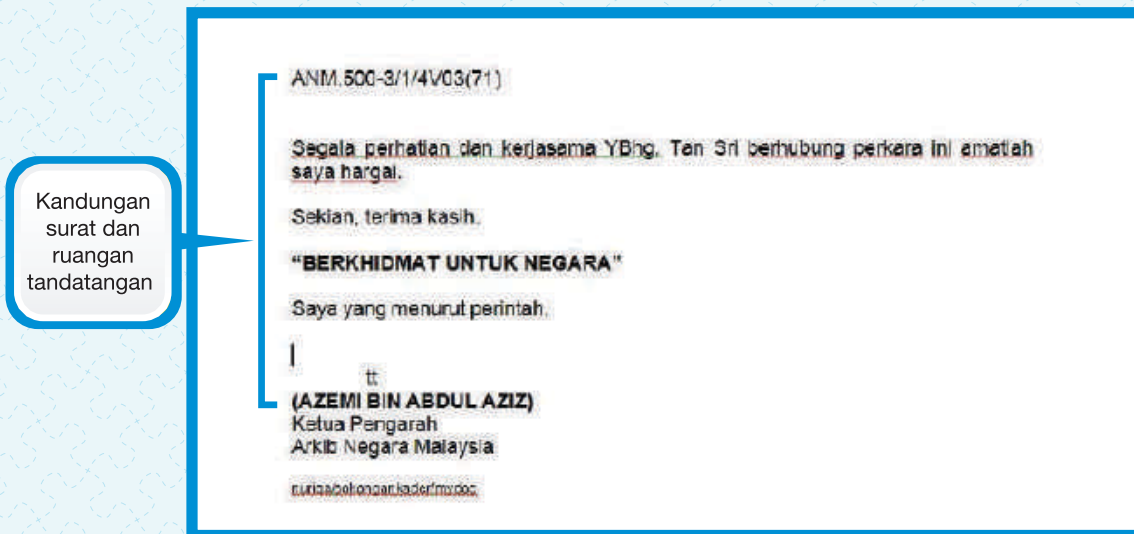 Kandungan
surat dan
ruangan
tandatangan
ANM.500-3/1/4V03(71)
Segala perhatian dan kerjasama YBhg. Tan Sri berhubung perkara ini amatlah
saya hargai.
Sekian, terima kasih.
“BERKHIDMAT UNTUK NEGARA”
Saya yang menurut perintah,
tt
(AZEMI BIN ABDUL AZIZ)
Ketua Pengarah
Arkib Negara Malaysia